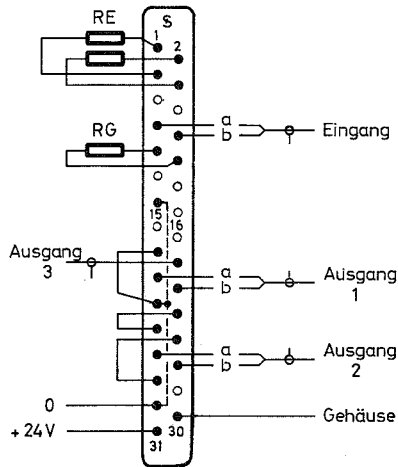 RE
S
1
2
a
b
Eingang
RG
15
16
Ausgang
3
a
b
Ausgang
1
a
b
Ausgang
2
0
Gehäuse
+ 24V
30
31